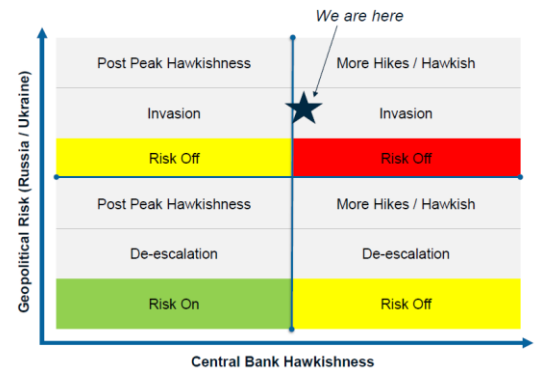 We are here
Geopolitical Risk (Russia / Ukraine)
Post Peak Hawkishness
More Hikes / Hawkish
Invasion
Invasion
Risk Off
Risk Off
Post Peak Hawkishness
More Hikes / Hawkish
De-escalation
De-escalation
Risk On
Risk Off
Central Bank Hawkishness